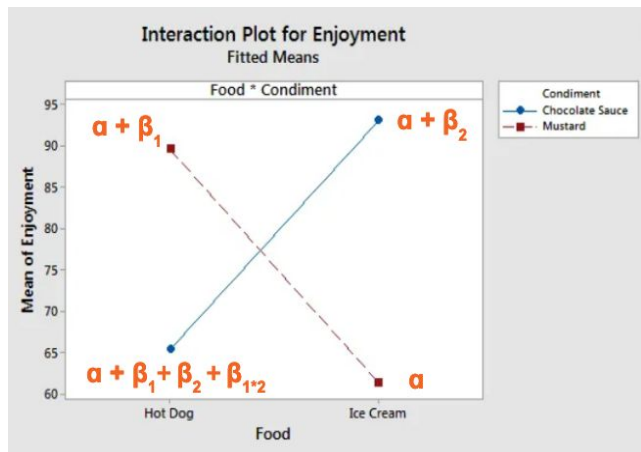 Interaction Plot for Enjoyment
Fitted Means
Food * Condiment
Condiment
Chocolate Sauce
Mustard
Mean of Enjoyment
95
90
85
80
75
70
65
60
α + β₁
α + β₂
α + β₁ + β₂ + β₁*₂
α
Hot Dog
Ice Cream
Food